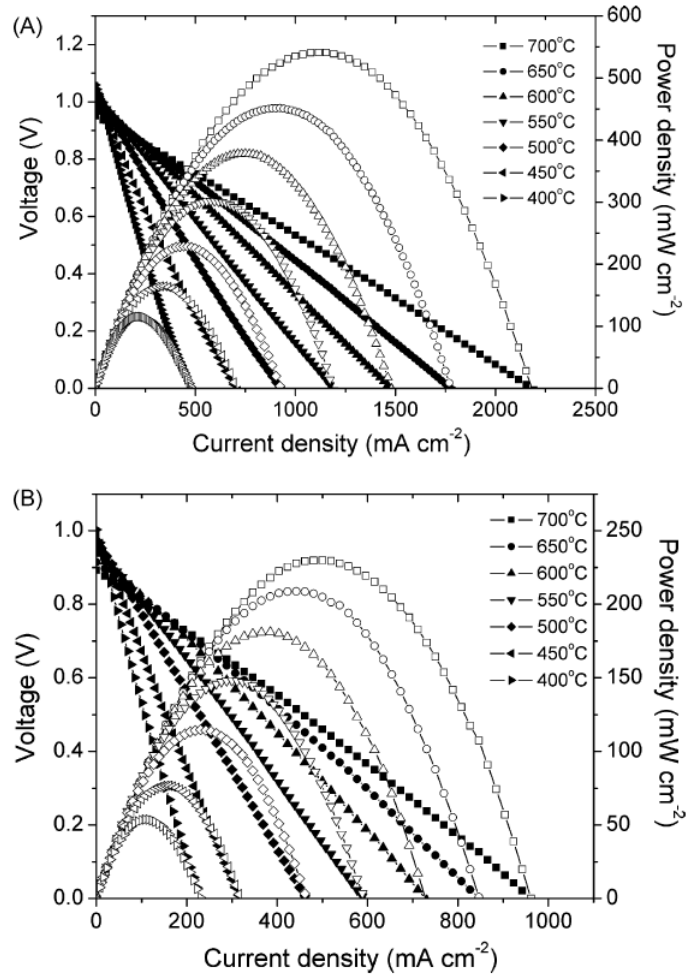 (A)
1.2
1.0
0.8
0.6
0.4
0.2
0.0
Voltage (V)
600
500
400
300
200
100
0
Power density (mW cm⁻²)
700°C
650°C
600°C
550°C
500°C
450°C
400°C
0 500 1000 1500 2000 2500
Current density (mA cm⁻²)
(B)
1.0
0.8
0.6
0.4
0.2
0.0
Voltage (V)
250
200
150
100
50
0
Power density (mW cm⁻²)
700°C
650°C
600°C
550°C
500°C
450°C
400°C
0 200 400 600 800 1000
Current density (mA cm⁻²)